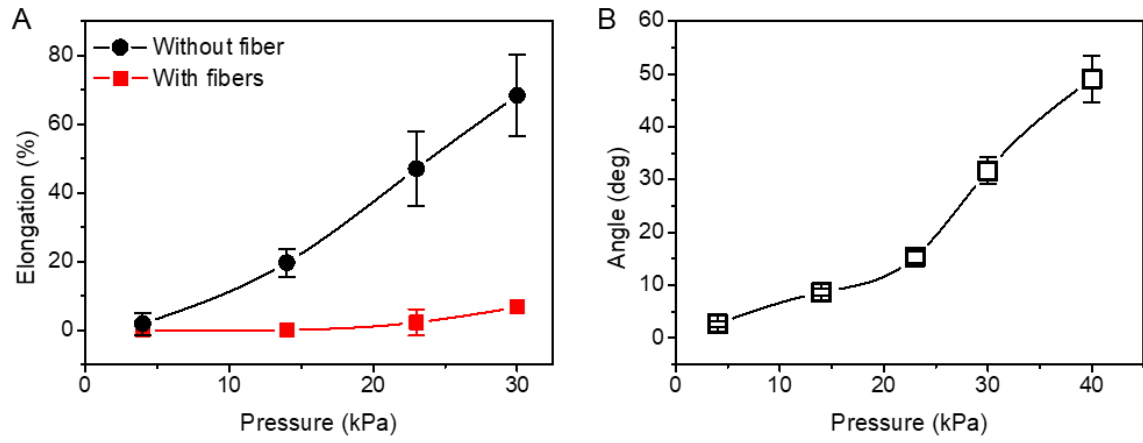 A
Without fiber
With fibers
Elongation (%)
80
60
40
20
0
0 10 20 30
Pressure (kPa)
B
Angle (deg)
60
50
40
30
20
10
0
0 10 20 30 40
Pressure (kPa)